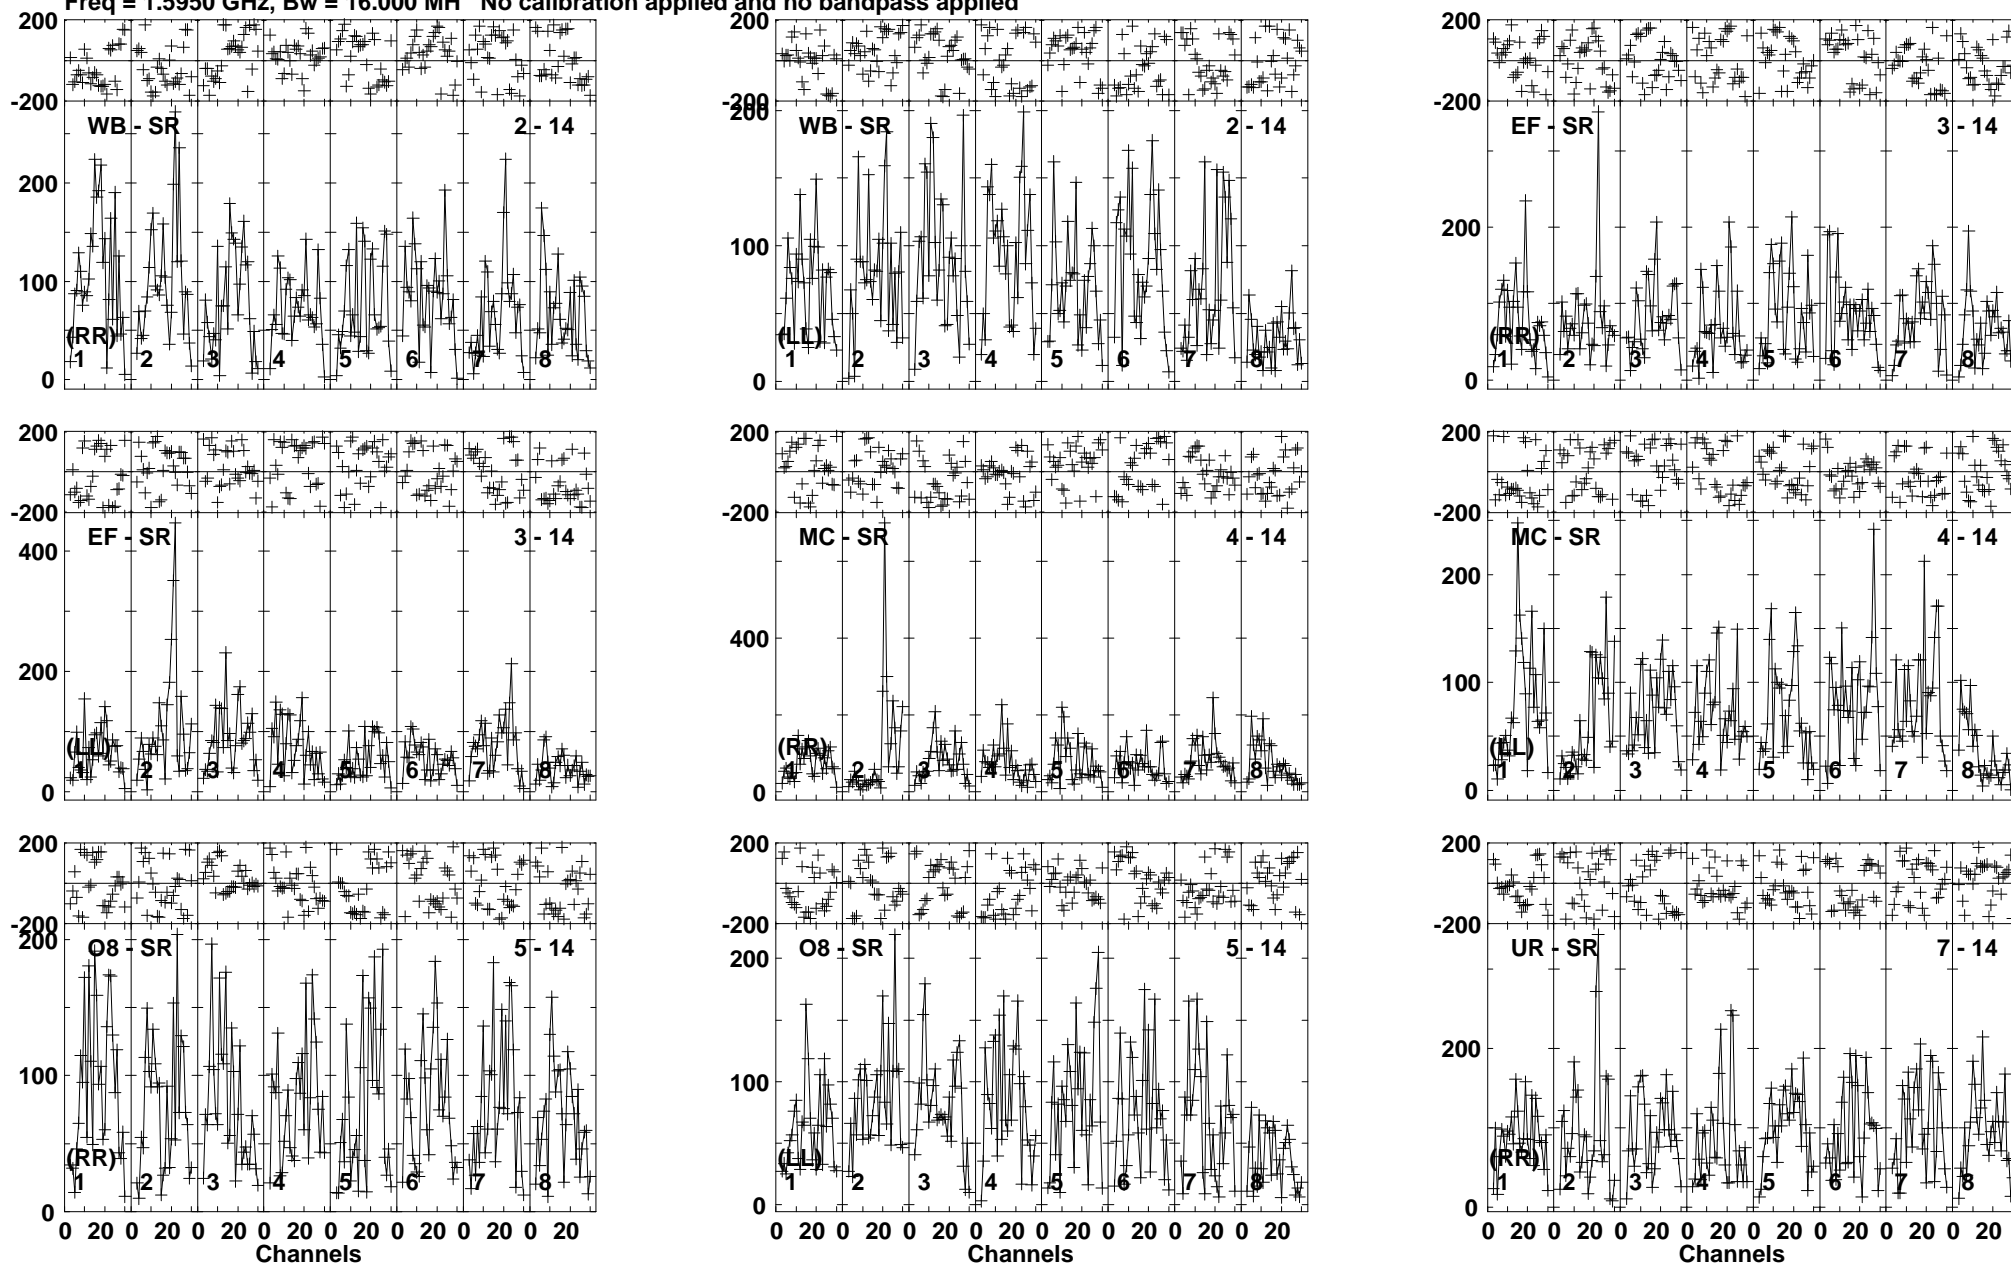 Freq = 1.5950 GHz, Bw = 16.000 MH No calibration applied and no bandpass applied
200
-200
WB - SR 2 - 14
200
100
0
(RR)
1 2 3 4 5 6 7 8
200
-200
200
WB - SR 2 - 14
100
0
(LL)
1 2 3 4 5 6 7 8
200
-200
EF - SR 3 - 14
200
0
(RR)
1 2 3 4 5 6 7 8
200
-200
EF - SR 3 - 14
400
200
0
(LL)
1 2 3 4 5 6 7 8
200
-200
MC - SR 4 - 14
400
0
(RR)
1 2 3 4 5 6 7 8
200
-200
MC - SR 4 - 14
200
100
0
(LL)
1 2 3 4 5 6 7 8
200
-200
200
O8 - SR 5 - 14
100
0
(RR)
1 2 3 4 5 6 7 8
0 20 0 20 0 20 0 20 0 20 0 20 0 20 0 20
Channels
200
-200
O8 - SR 5 - 14
200
100
0
(LL)
1 2 3 4 5 6 7 8
0 20 0 20 0 20 0 20 0 20 0 20 0 20 0 20
Channels
200
-200
UR - SR 7 - 14
200
0
(RR)
1 2 3 4 5 6 7 8
0 20 0 20 0 20 0 20 0 20 0 20 0 20 0 20
Channels